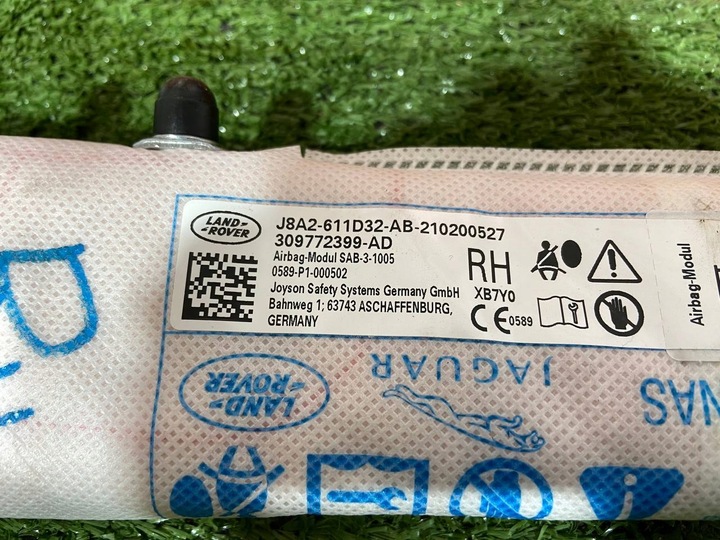 LAND-
-ROVER
J8A2-611D32-AB-210200527
309772399-AD
Airbag-Modul SAB-3-1005
0589-P1-000502
Joyson Safety Systems Germany GmbH
Bahnweg 1; 63743 ASCHAFFENBURG,
GERMANY
RH
XB7Y0
CE 0589
Airbag-Modul
LAND-
-ROVER
JAGUAR